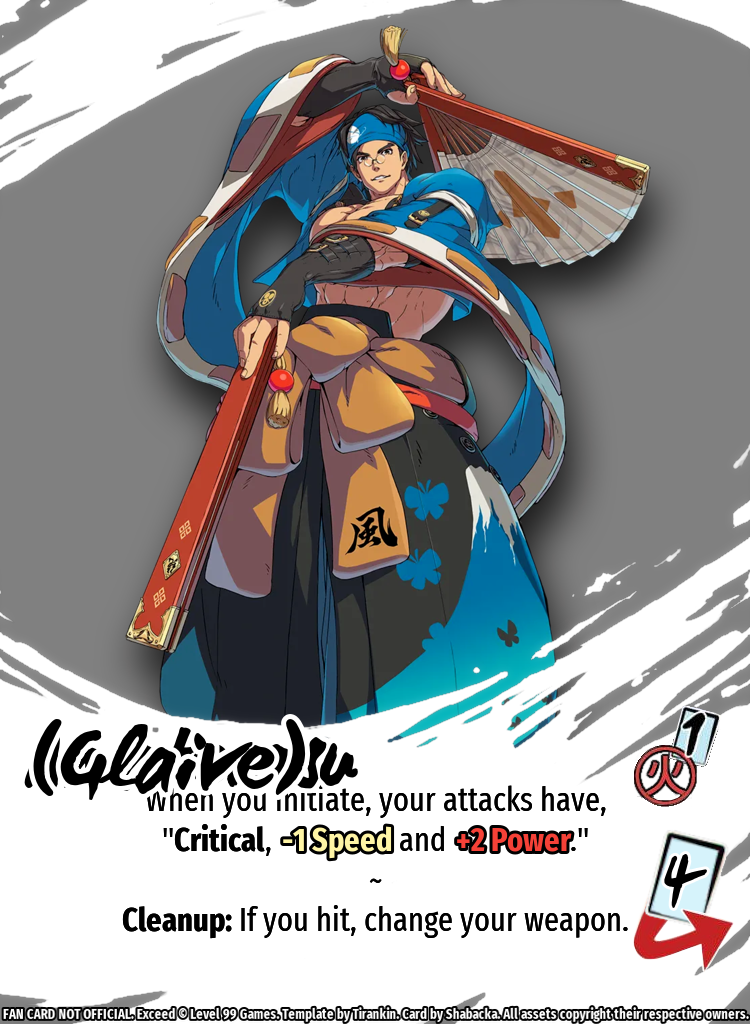 風
((Glaive)su
1
火
When you initiate, your attacks have,
"Critical, -1 Speed and +2 Power."
~
4
Cleanup: If you hit, change your weapon.
FAN CARD NOT OFFICIAL. Exceed © Level 99 Games. Template by Tirankin. Card by Shabacka. All assets copyright their respective owners.